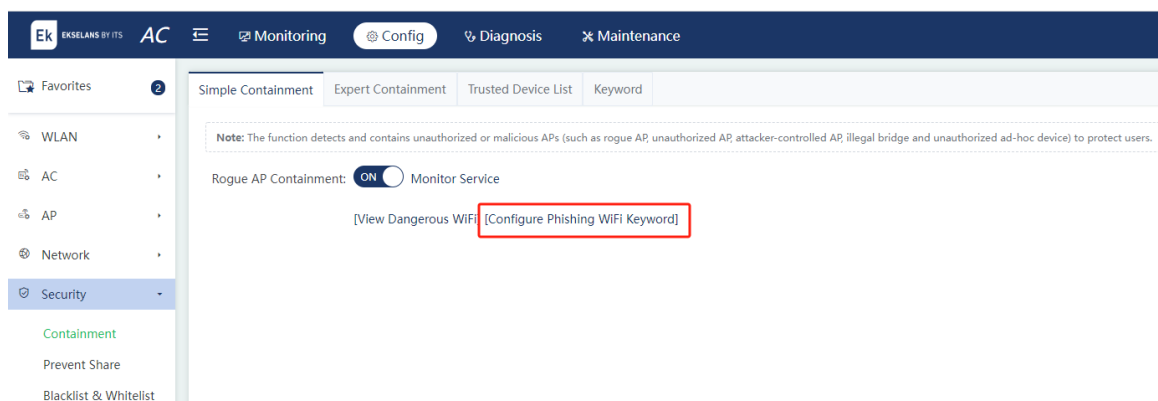 Ek EKSELANS BY ITS AC Monitoring Config Diagnosis Maintenance
Favorites 2
Simple Containment Expert Containment Trusted Device List Keyword
WLAN
Note: The function detects and contains unauthorized or malicious APs (such as rogue AP, unauthorized AP, attacker-controlled AP, illegal bridge and unauthorized ad-hoc device) to protect users.
AC
Rogue AP Containment: ON Monitor Service
AP
[View Dangerous WiFi [Configure Phishing WiFi Keyword]
Network
Security
Containment
Prevent Share
Blacklist & Whitelist